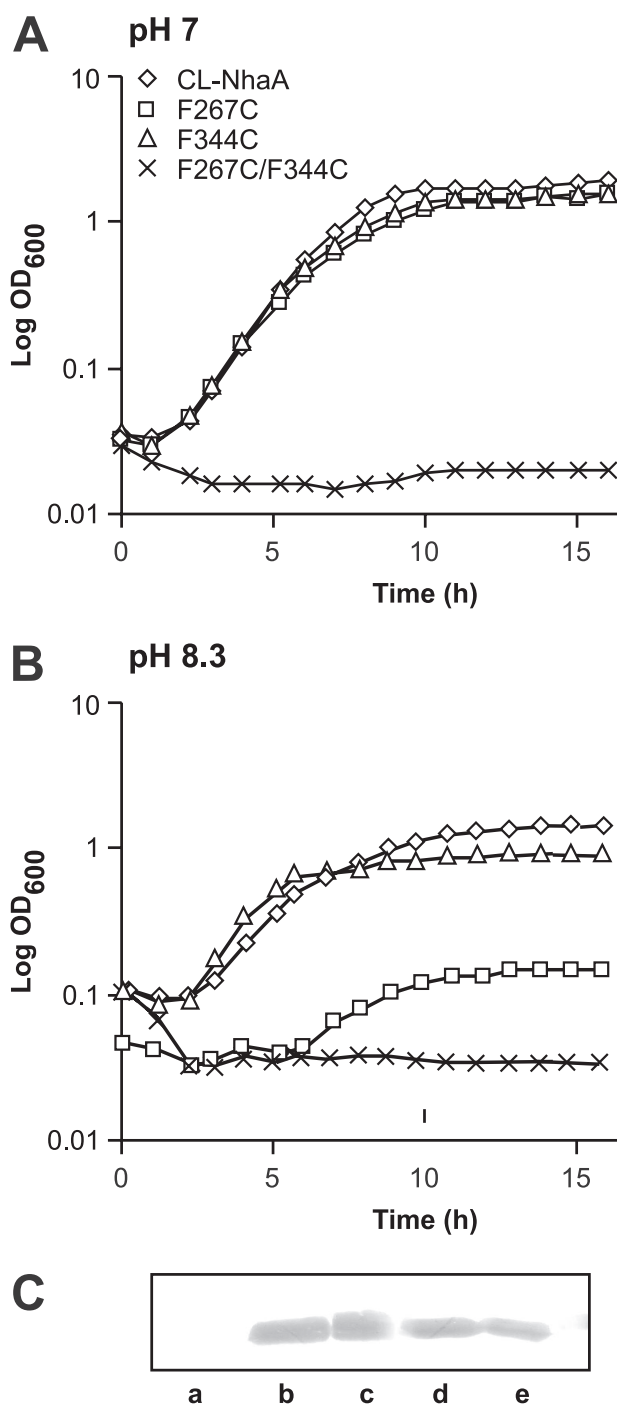 A pH 7
10
CL-NhaA
F267C
F344C
F267C/F344C
1
0.1
0.01
Log OD600
0 5 10 15
Time (h)
B pH 8.3
10
1
0.1
0.01
Log OD600
0 5 10 15
Time (h)
C
a b c d e